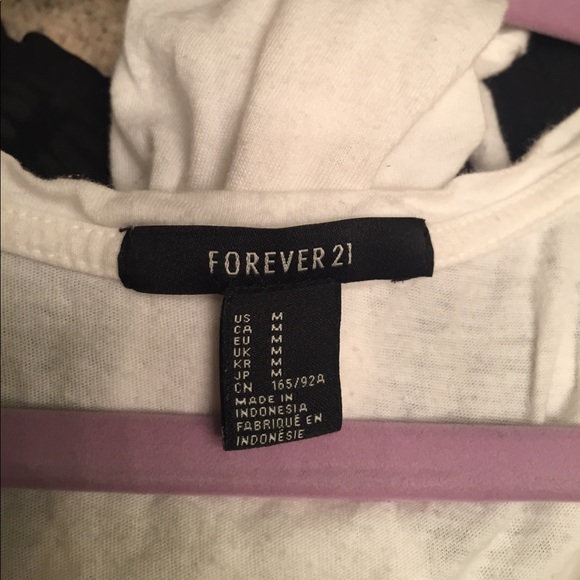 FOREVER 21
US M
CA M
EU M
UK M
KR M
JP M
CN 165/92A
MADE IN
INDONESIA
FABRIQUÉ EN
INDONÉSIE